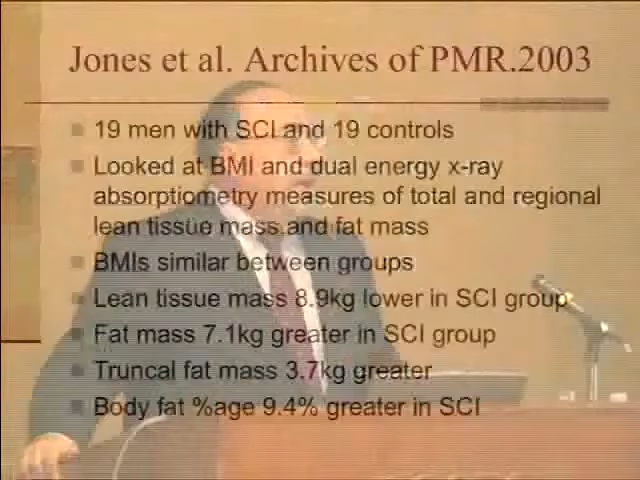 Jones et al. Archives of PMR.2003
19 men with SCI and 19 controls
Looked at BMI and dual energy x-ray
absorptiometry measures of total and regional
lean tissue mass and fat mass
BMIs similar between groups
Lean tissue mass 8.9kg lower in SCI group
Fat mass 7.1kg greater in SCI group
Truncal fat mass 3.7kg greater
Body fat %age 9.4% greater in SCI